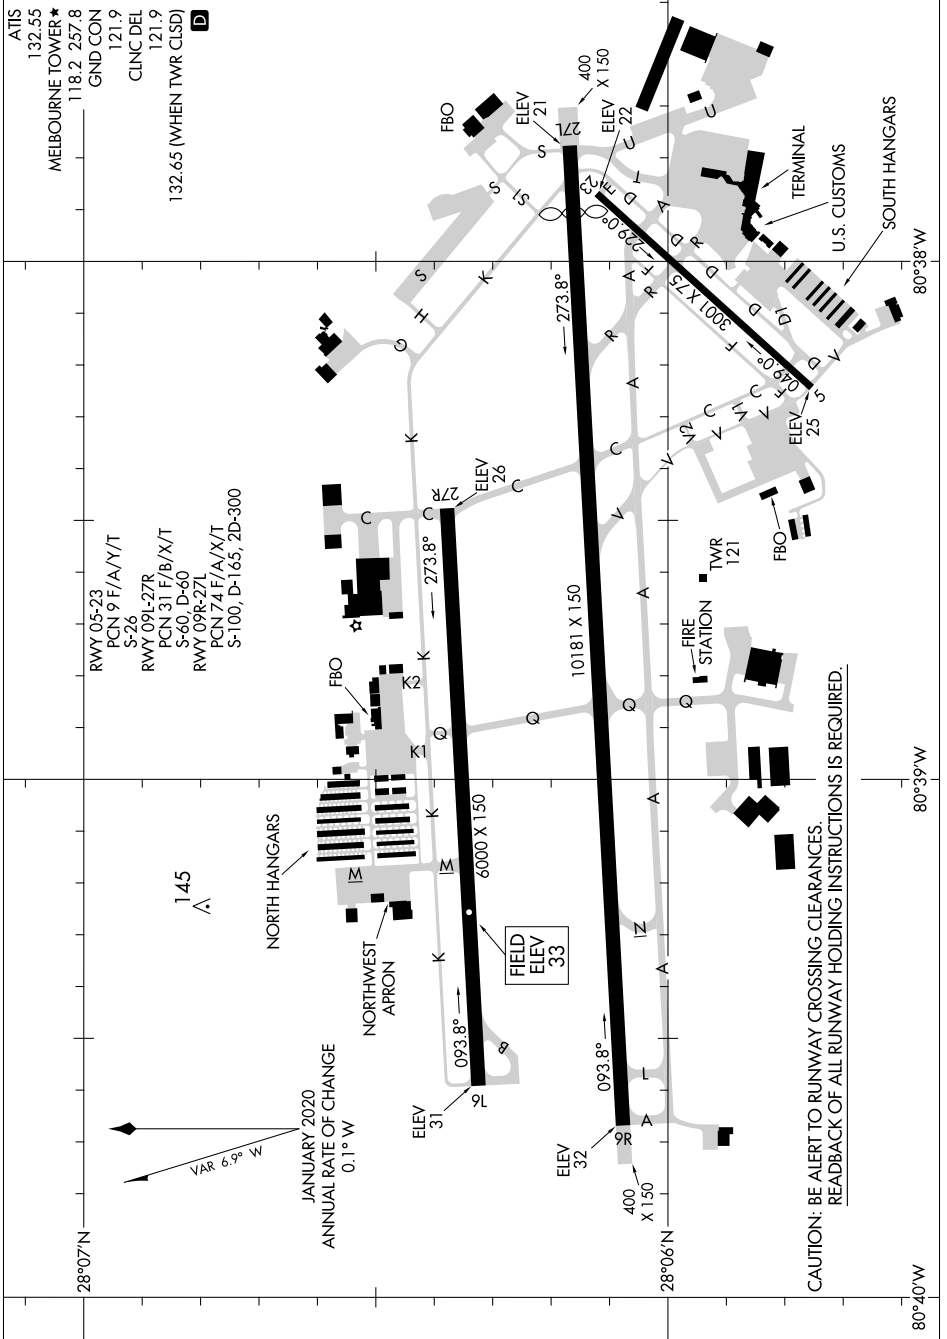 ATIS
132.55
MELBOURNE TOWER★
118.2 257.8
GND CON
121.9
CLNC DEL
121.9
132.65 (WHEN TWR CLSD)
D
RWY 05-23
PCN 9 F/A/Y/T
S-26
RWY 09L-27R
PCN 31 F/B/X/T
S-60, D-60
RWY 09R-27L
PCN 74 F/A/X/T
S-100, D-165, 2D-300
145
NORTH HANGARS
NORTHWEST
APRON
FBO
M
M
K1
K2
K
K
K
K
K
K
Q
Q
Q
Q
C
C
C
C
C
C
G
H
S
S
S
S1
FBO
JANUARY 2020
ANNUAL RATE OF CHANGE
0.1° W
VAR 6.9° W
ELEV
31
9L
093.8°
B
FIELD
ELEV
33
6000 X 150
273.8°
27R
ELEV
26
ELEV
32
9R
400
X 150
093.8°
10181 X 150
273.8°
27L
ELEV
21
400
X 150
A
L
A
N
A
A
A
A
A
V
V
V
V
V1
V2
V
R
R
R
T
U
U
E
D
D
D
D
D1
D
F
F
F
23
ELEV
22
229.0°
3001 X 75
049.0°
5
ELEV
25
TERMINAL
U.S. CUSTOMS
SOUTH HANGARS
FBO
TWR
121
FIRE
STATION
28°07'N
28°06'N
80°40'W
80°39'W
80°38'W
CAUTION: BE ALERT TO RUNWAY CROSSING CLEARANCES.
READBACK OF ALL RUNWAY HOLDING INSTRUCTIONS IS REQUIRED.